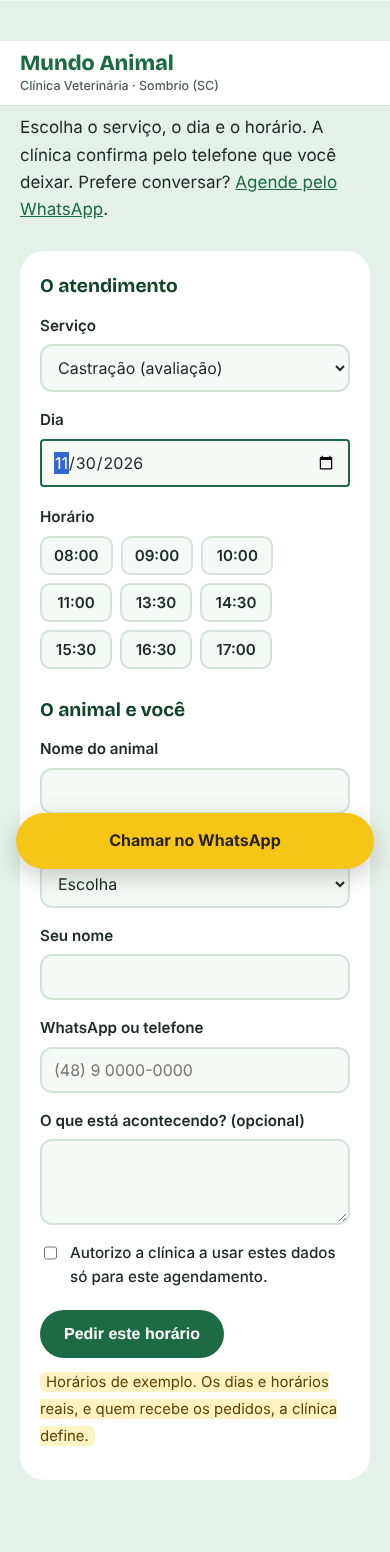 Mundo Animal
Clínica Veterinária · Sombrio (SC)
Escolha o serviço, o dia e o horário. A
clínica confirma pelo telefone que você
deixar. Prefere conversar? Agende pelo
WhatsApp.
O atendimento
Serviço
Castração (avaliação)
Dia
11/30/2026
Horário
08:00 09:00 10:00
11:00 13:30 14:30
15:30 16:30 17:00
O animal e você
Nome do animal
Chamar no WhatsApp
Escolha
Seu nome
WhatsApp ou telefone
(48) 9 0000-0000
O que está acontecendo? (opcional)
Autorizo a clínica a usar estes dados
só para este agendamento.
Pedir este horário
Horários de exemplo. Os dias e horários
reais, e quem recebe os pedidos, a clínica
define.